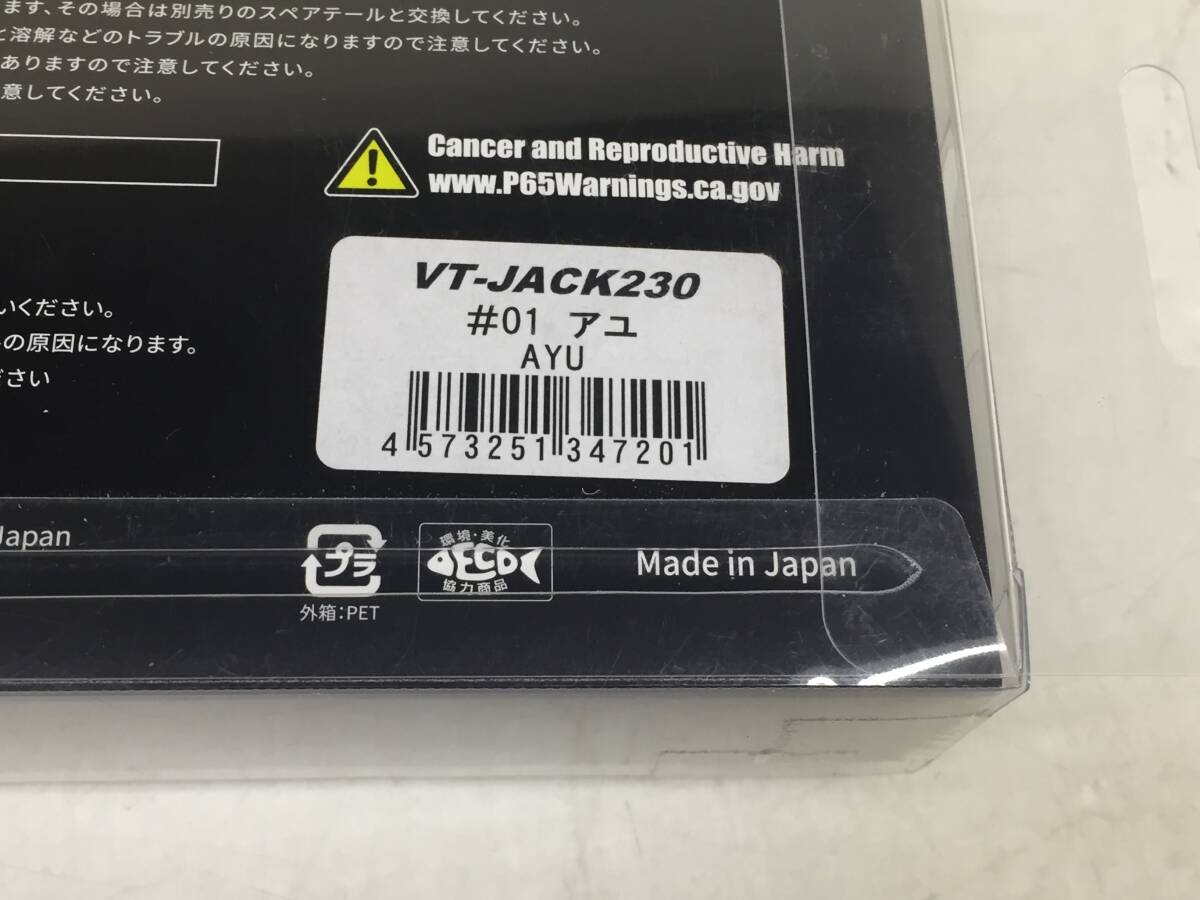 ます、その場合は別売りのスペアテールと交換してください。
と溶解などのトラブルの原因になりますので注意してください。
ありますので注意してください。
意してください。
Cancer and Reproductive Harm
www.P65Warnings.ca.gov
VT-JACK230
#01 アユ
AYU
4 573251 347201
いください。
の原因になります。
ださい
Japan
プラ
外箱:PET
環境・美化
ECO
協力商品
Made in Japan